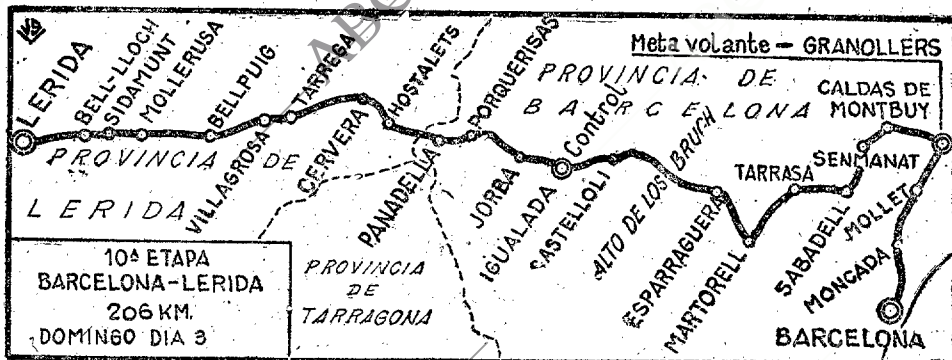 Meta volante - GRANOLLERS
LERIDA
BELL-LLOCH
SIDAMUNT
MOLLERUSA
BELLPUIG
VILLAGROSA
TARREGA
CERVERA
HOSTALETS
PANADELLA
PORQUERISAS
JORBA
IGUALADA
Control
CASTELLOLI
ALTO DE LOS BRUCH
ESPARRAGUERA
MARTORELL
TARRASA
SABADELL
SENMANAT
CALDAS DE
MONTBUY
MOLLET
MONCADA
BARCELONA
PROVINCIA DE
LERIDA
PROVINCIA
DE
TARRAGONA
PROVINCIA DE
BARCELONA
10ª ETAPA
BARCELONA-LERIDA
206 KM.
DOMINGO DIA 3